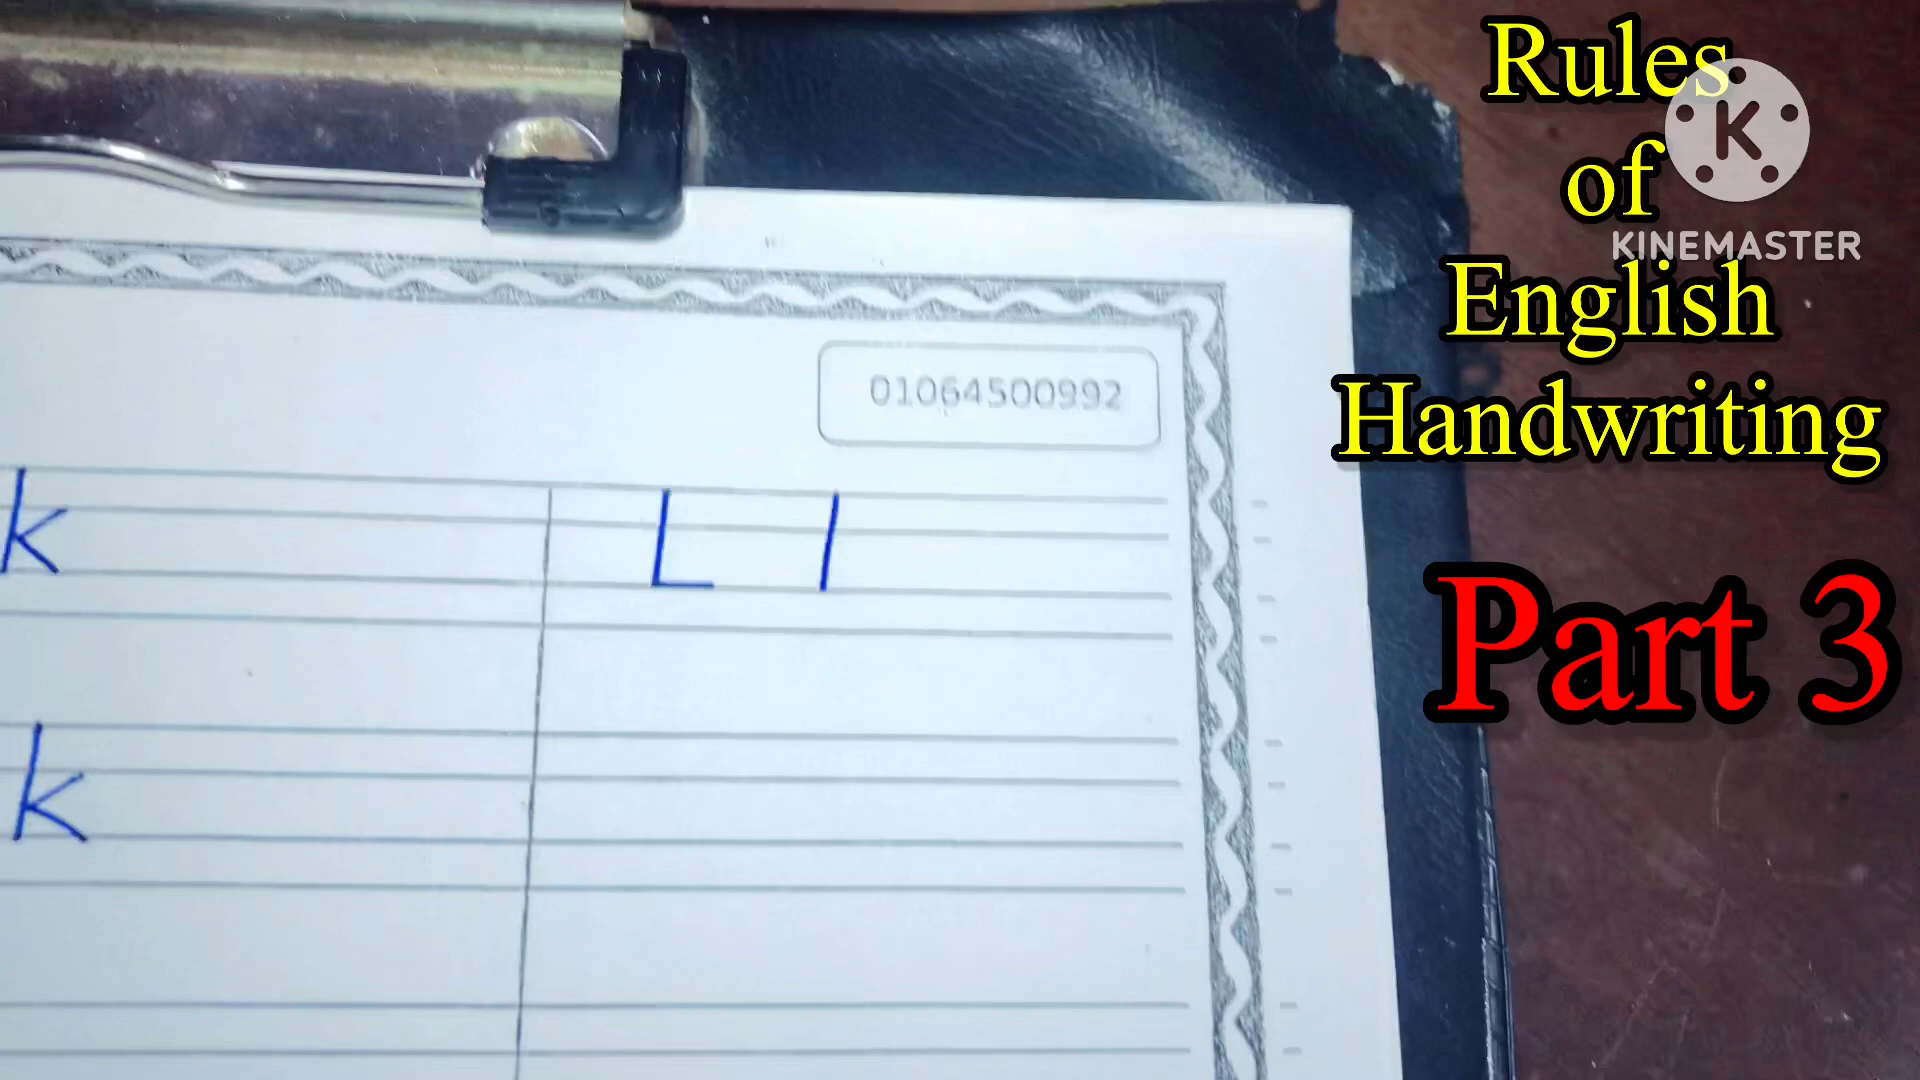 Rules
of
English
Handwriting
Part 3
K
KINEMASTER
01064500992
k L l
k